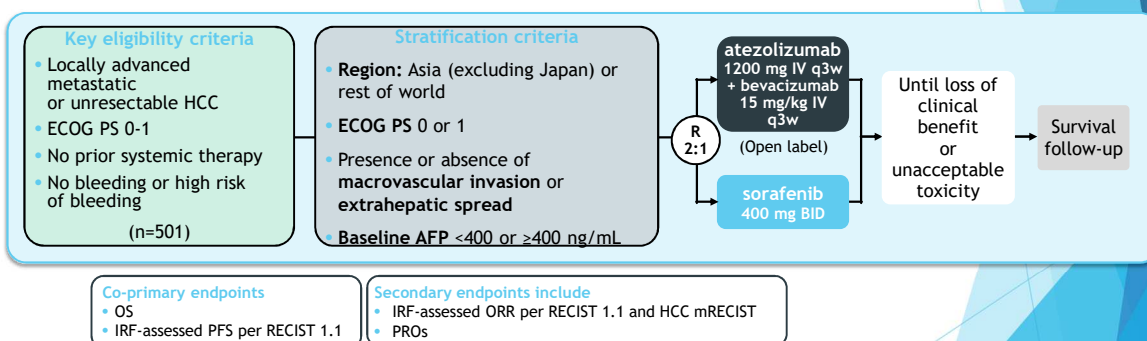 Key eligibility criteria
• Locally advanced
metastatic
or unresectable HCC
• ECOG PS 0-1
• No prior systemic therapy
• No bleeding or high risk
of bleeding
(n=501)
Stratification criteria
• Region: Asia (excluding Japan) or
rest of world
• ECOG PS 0 or 1
• Presence or absence of
macrovascular invasion or
extrahepatic spread
• Baseline AFP <400 or ≥400 ng/mL
R
2:1
atezolizumab
1200 mg IV q3w
+ bevacizumab
15 mg/kg IV
q3w
(Open label)
sorafenib
400 mg BID
Until loss of
clinical
benefit
or
unacceptable
toxicity
Survival
follow-up
Co-primary endpoints
• OS
• IRF-assessed PFS per RECIST 1.1
Secondary endpoints include
• IRF-assessed ORR per RECIST 1.1 and HCC mRECIST
• PROs